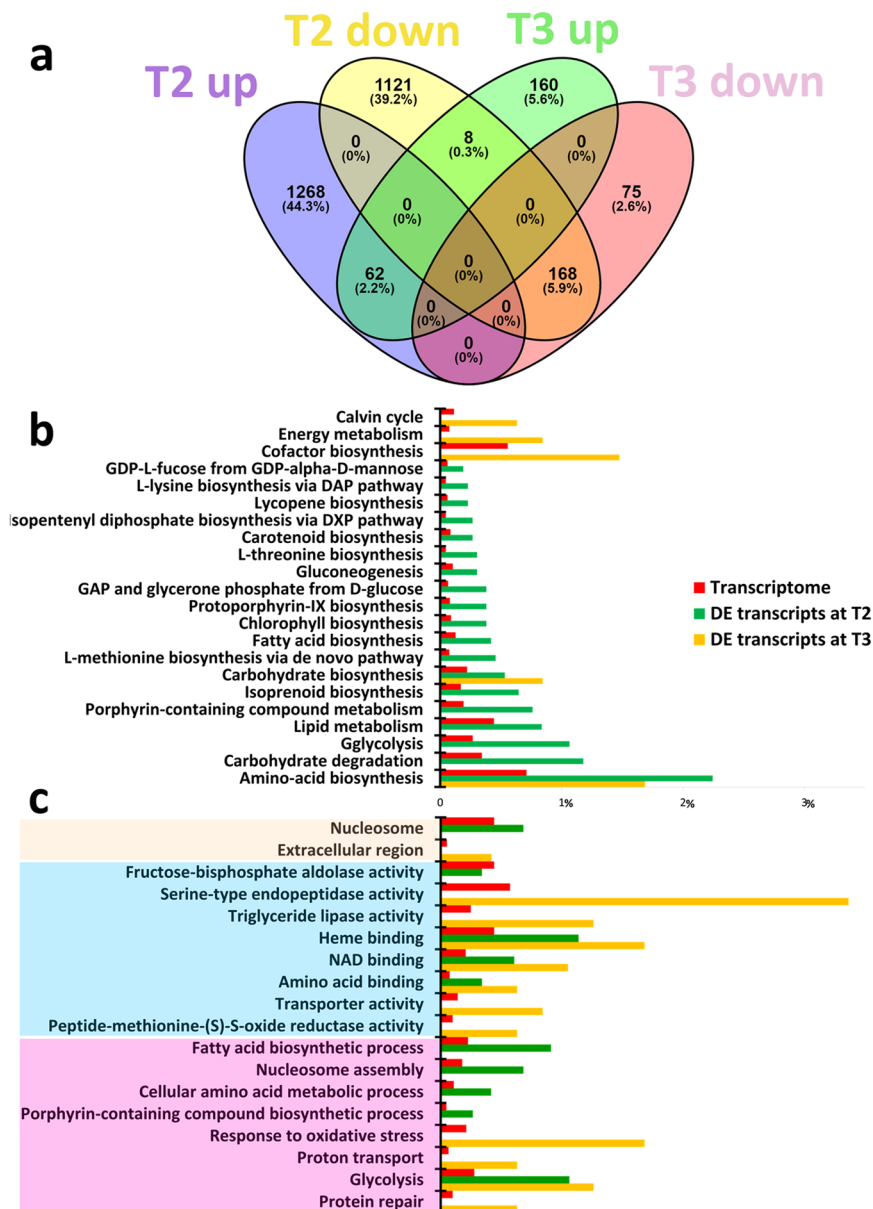 a
T2 up
T2 down
T3 up
T3 down
1121
(39.2%)
160
(5.6%)
0
(0%)
8
(0.3%)
0
(0%)
1268
(44.3%)
0
(0%)
0
(0%)
75
(2.6%)
62
(2.2%)
0
(0%)
168
(5.9%)
0
(0%)
0
(0%)
0
(0%)
b
Calvin cycle
Energy metabolism
Cofactor biosynthesis
GDP-L-fucose from GDP-alpha-D-mannose
L-lysine biosynthesis via DAP pathway
Lycopene biosynthesis
Isopentenyl diphosphate biosynthesis via DXP pathway
Carotenoid biosynthesis
L-threonine biosynthesis
Gluconeogenesis
GAP and glycerone phosphate from D-glucose
Protoporphyrin-IX biosynthesis
Chlorophyll biosynthesis
Fatty acid biosynthesis
L-methionine biosynthesis via de novo pathway
Carbohydrate biosynthesis
Isoprenoid biosynthesis
Porphyrin-containing compound metabolism
Lipid metabolism
Gglycolysis
Carbohydrate degradation
Amino-acid biosynthesis
Transcriptome
DE transcripts at T2
DE transcripts at T3
0 1% 2% 3%
c
Nucleosome
Extracellular region
Fructose-bisphosphate aldolase activity
Serine-type endopeptidase activity
Triglyceride lipase activity
Heme binding
NAD binding
Amino acid binding
Transporter activity
Peptide-methionine-(S)-S-oxide reductase activity
Fatty acid biosynthetic process
Nucleosome assembly
Cellular amino acid metabolic process
Porphyrin-containing compound biosynthetic process
Response to oxidative stress
Proton transport
Glycolysis
Protein repair